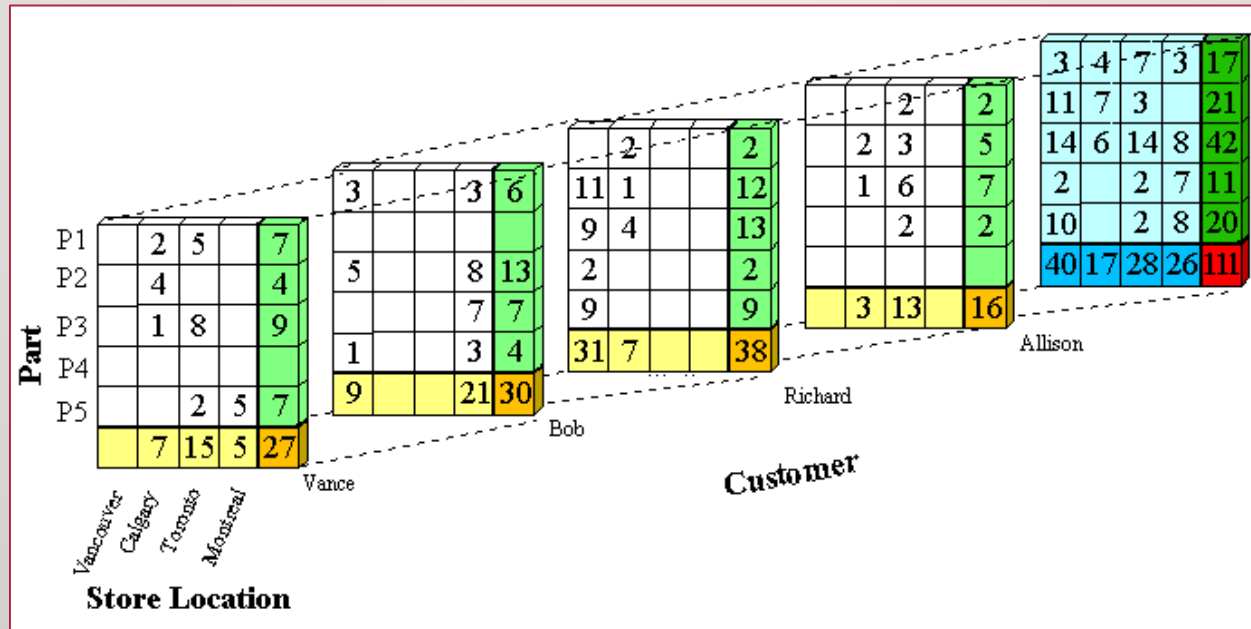 3 4 7 3 17
11 7 3 21
14 6 14 8 42
2 2 7 11
10 2 8 20
40 17 28 26 111
2 2
2 3 5
1 6 7
2 2
3 13 16
Allison
2 2
11 1 12
9 4 13
2 2
9 9
31 7 38
Richard
3 3 6
5 8 13
7 7
1 3 4
9 21 30
Bob
P1 2 5 7
P2 4 4
P3 1 8 9
P4
P5 2 5 7
7 15 5 27
Vance
Part
Vancouver
Calgary
Toronto
Montreal
Customer
Store Location